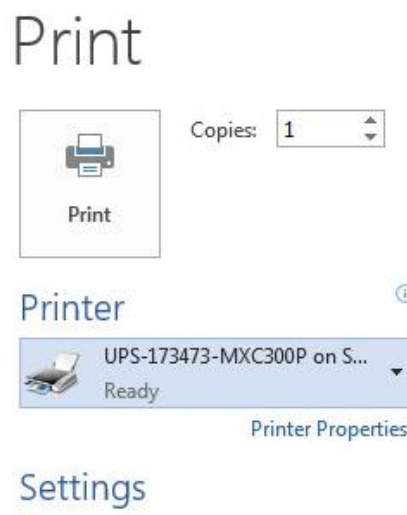 Print
Copies: 1
Print
Printer
UPS-173473-MXC300P on S...
Ready
Printer Properties
Settings